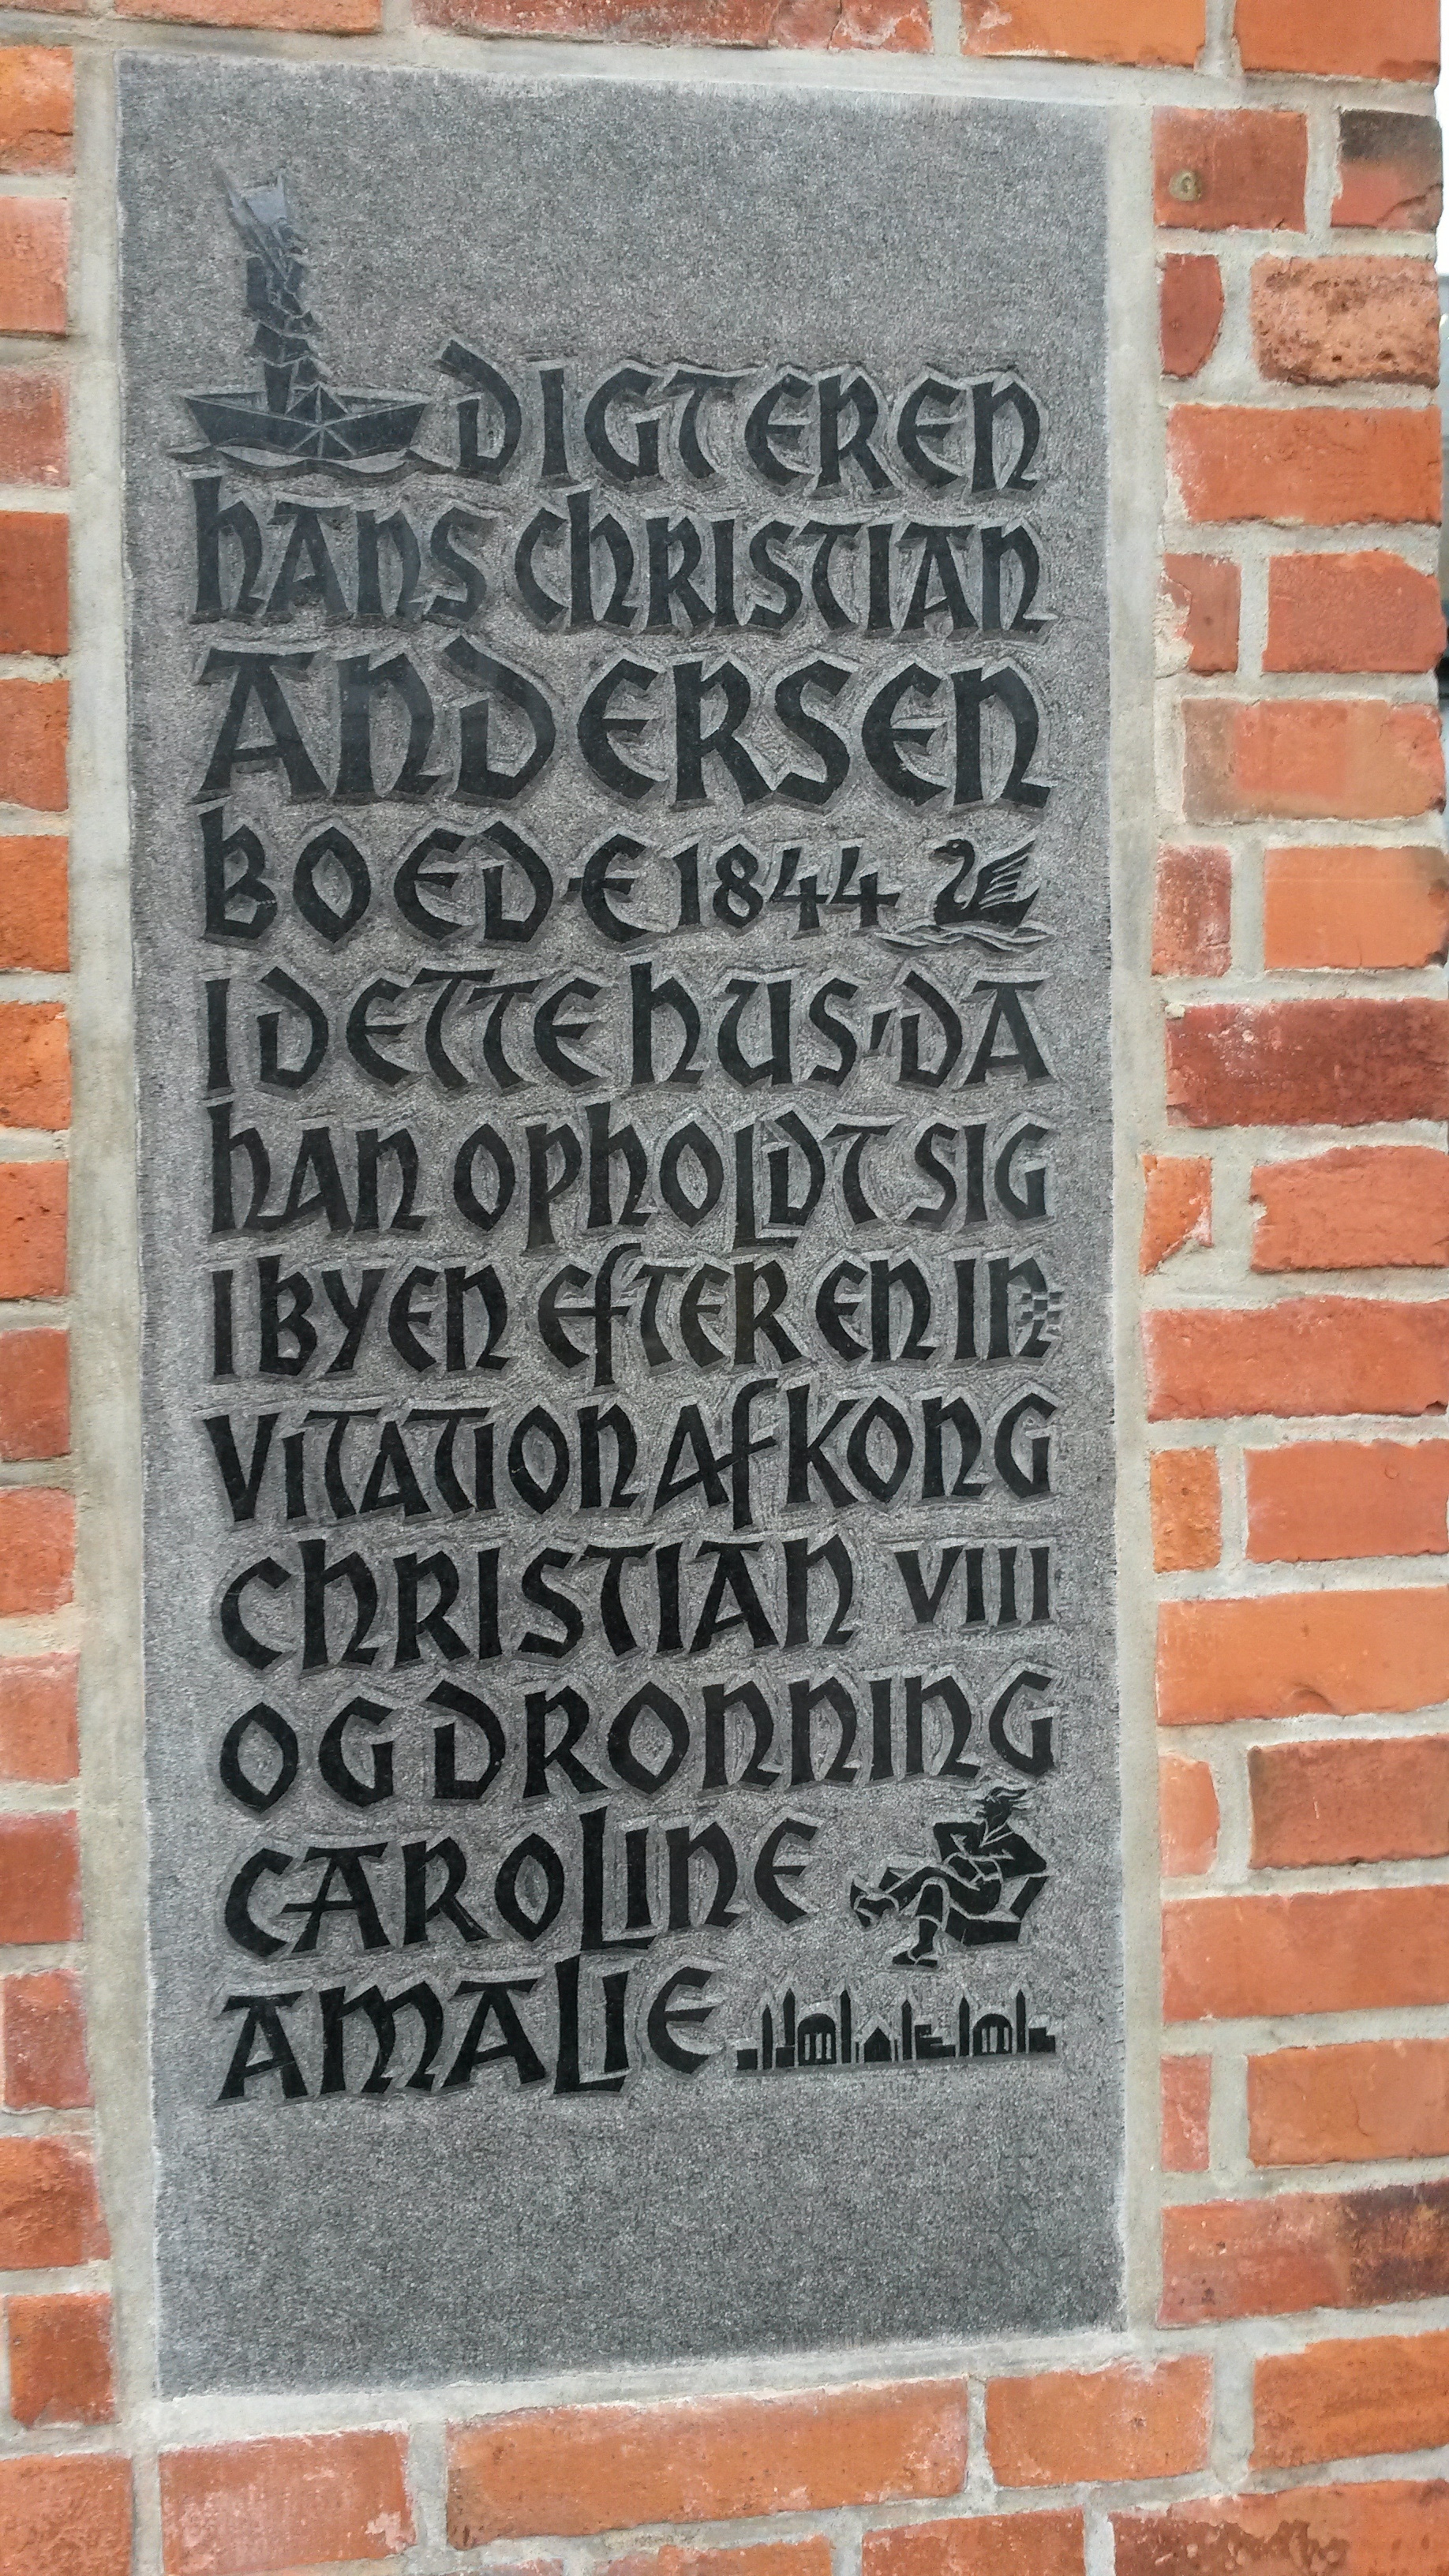 DIGTEREN
HANS CHRISTIAN
ANDERSEN
BOEDE 1844
I DETTE HUS, DA
HAN OPHOLDT SIG
I BYEN EFTER EN IN=
VITATION AF KONG
CHRISTIAN VIII
OG DRONNING
CAROLINE
AMALIE